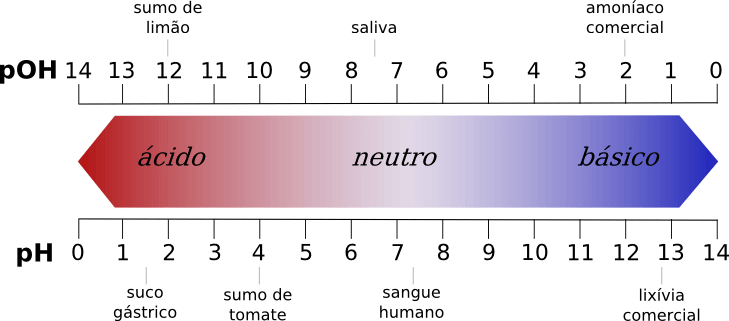 sumo de
limão
saliva
amoníaco
comercial
pOH 14 13 12 11 10 9 8 7 6 5 4 3 2 1 0
ácido neutro básico
pH 0 1 2 3 4 5 6 7 8 9 10 11 12 13 14
suco
gástrico
sumo de
tomate
sangue
humano
lixívia
comercial